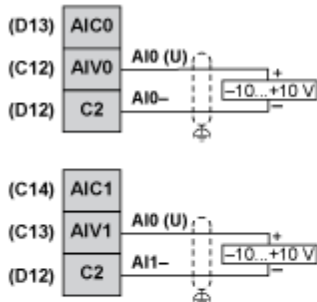 (D13) AIC0
(C12) AIV0 AI0 (U) +
–10...+10 V
(D12) C2 AI0– –
(C14) AIC1
(C13) AIV1 AI0 (U) +
–10...+10 V
(D12) C2 AI1– –